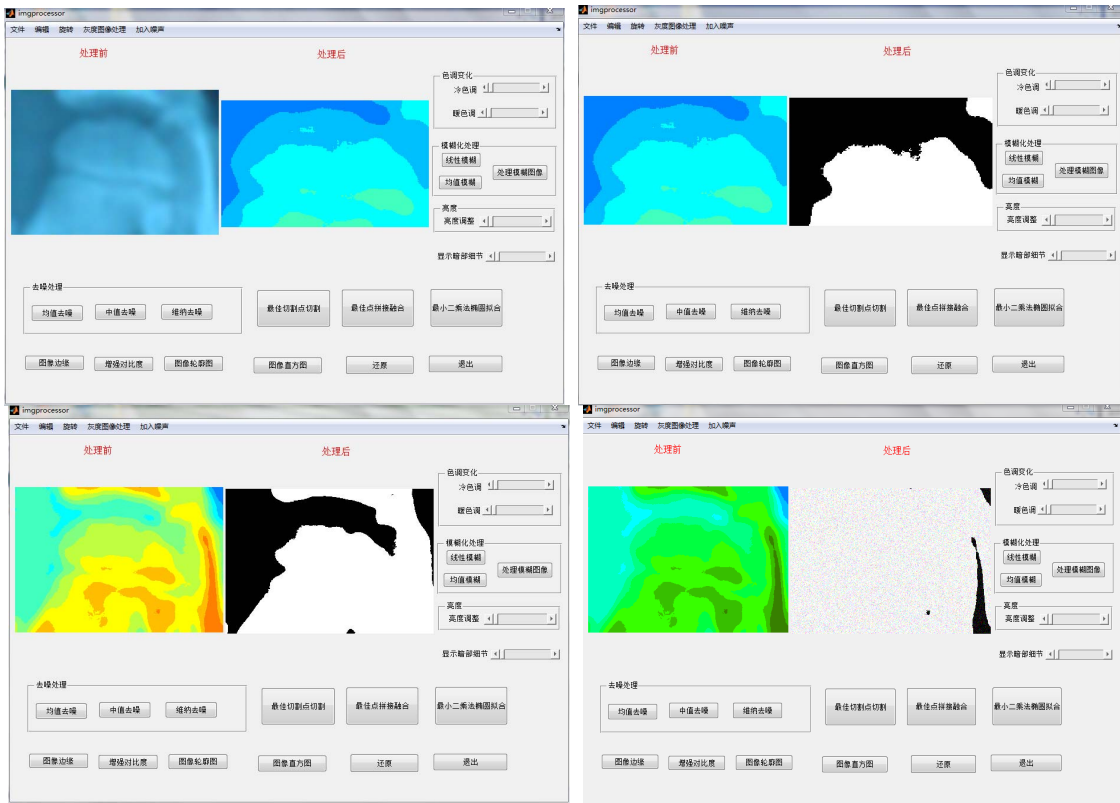 imgprocessor
文件 编辑 旋转 灰度图像处理 加入噪声
处理前 处理后
色调变化
冷色调
暖色调
模糊化处理
线性模糊
处理模糊图像
均值模糊
亮度
亮度调整
显示暗部细节
去噪处理
均值去噪 中值去噪 维纳去噪
最佳切割点切割 最佳点拼接融合 最小二乘法椭圆拟合
图像边缘 增强对比度 图像轮廓图 图像直方图 还原 退出
imgprocessor
文件 编辑 旋转 灰度图像处理 加入噪声
处理前 处理后
色调变化
冷色调
暖色调
模糊化处理
线性模糊
处理模糊图像
均值模糊
亮度
亮度调整
显示暗部细节
去噪处理
均值去噪 中值去噪 维纳去噪
最佳切割点切割 最佳点拼接融合 最小二乘法椭圆拟合
图像边缘 增强对比度 图像轮廓图 图像直方图 还原 退出
imgprocessor
文件 编辑 旋转 灰度图像处理 加入噪声
处理前 处理后
色调变化
冷色调
暖色调
模糊化处理
线性模糊
处理模糊图像
均值模糊
亮度
亮度调整
显示暗部细节
去噪处理
均值去噪 中值去噪 维纳去噪
最佳切割点切割 最佳点拼接融合 最小二乘法椭圆拟合
图像边缘 增强对比度 图像轮廓图 图像直方图 还原 退出
imgprocessor
文件 编辑 旋转 灰度图像处理 加入噪声
处理前 处理后
色调变化
冷色调
暖色调
模糊化处理
线性模糊
处理模糊图像
均值模糊
亮度
亮度调整
显示暗部细节
去噪处理
均值去噪 中值去噪 维纳去噪
最佳切割点切割 最佳点拼接融合 最小二乘法椭圆拟合
图像边缘 增强对比度 图像轮廓图 图像直方图 还原 退出